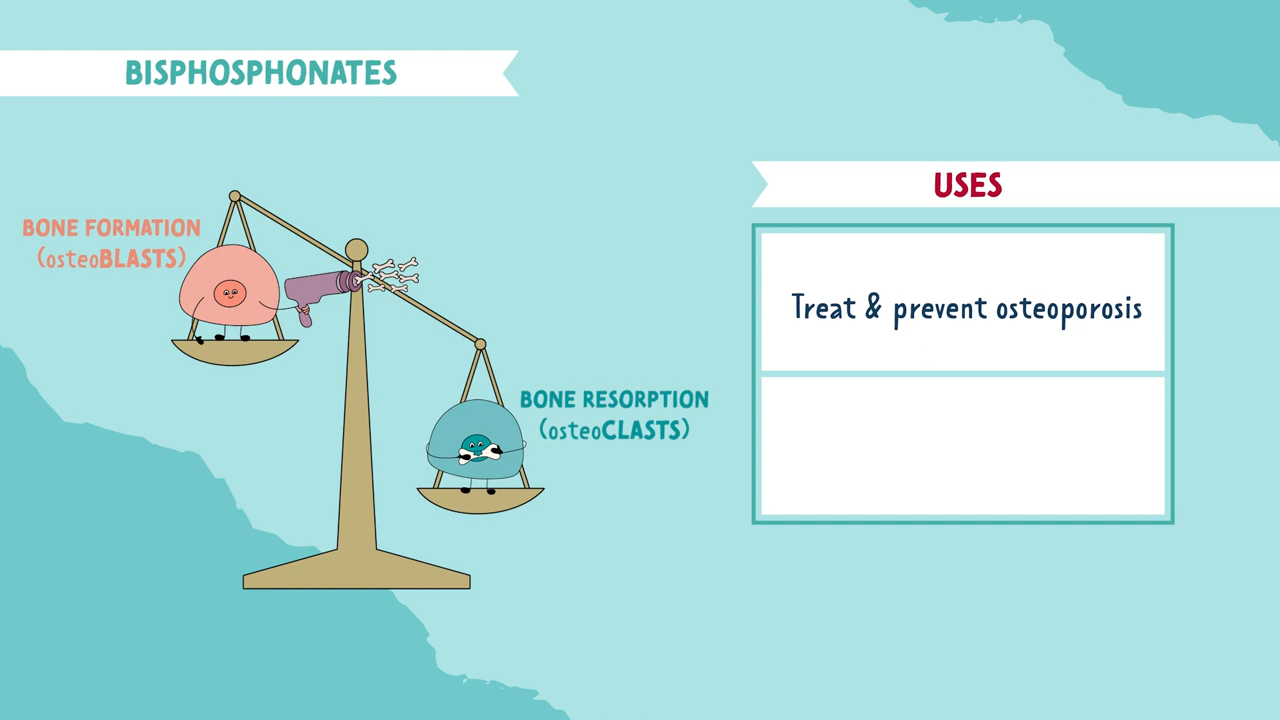 BISPHOSPHONATES
BONE FORMATION
(osteoBLASTS)
BONE RESORPTION
(osteoCLASTS)
USES
Treat & prevent osteoporosis